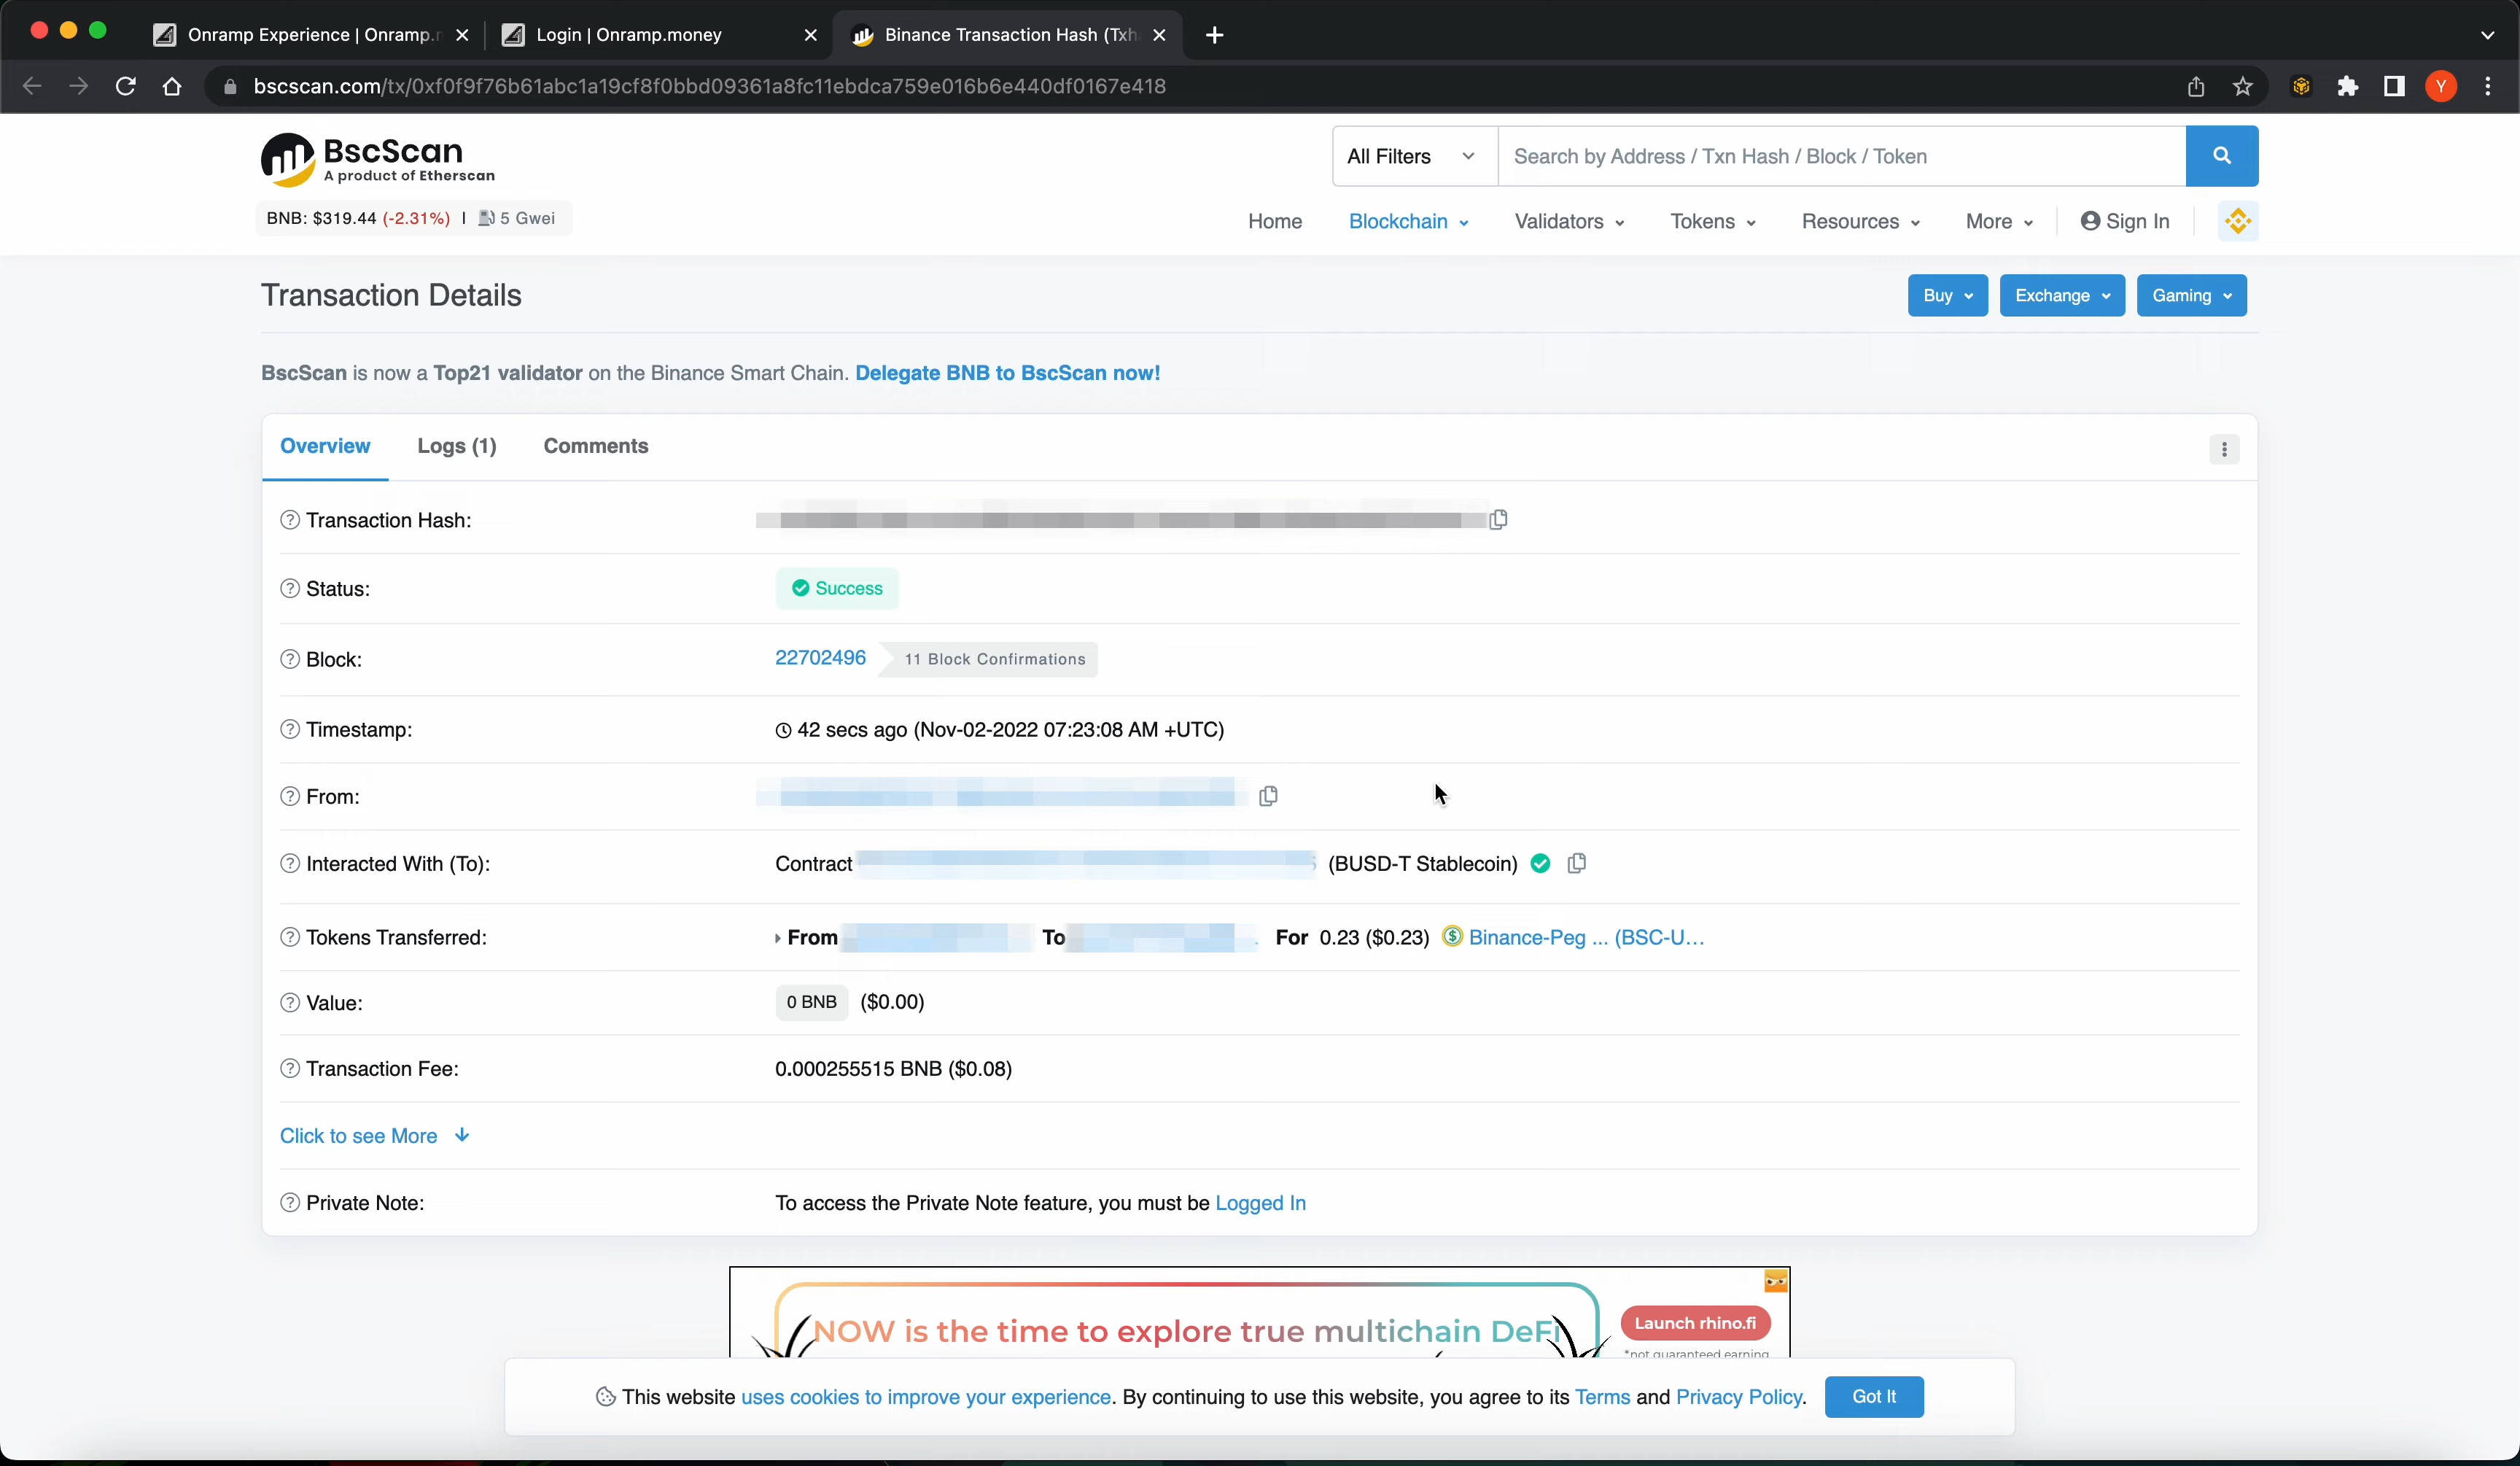 Onramp Experience | Onramp.m
Login | Onramp.money
Binance Transaction Hash (Txha
bscscan.com/tx/0xf0f9f76b61abc1a19cf8f0bbd09361a8fc11ebdca759e016b6e440df0167e418
Y
BscScan
A product of Etherscan
All Filters
Search by Address / Txn Hash / Block / Token
BNB: $319.44 (-2.31%) | 5 Gwei
Home Blockchain Validators Tokens Resources More Sign In
Transaction Details
Buy Exchange Gaming
BscScan is now a Top21 validator on the Binance Smart Chain. Delegate BNB to BscScan now!
Overview Logs (1) Comments
Transaction Hash:
Status: Success
Block: 22702496 11 Block Confirmations
Timestamp: 42 secs ago (Nov-02-2022 07:23:08 AM +UTC)
From:
Interacted With (To): Contract (BUSD-T Stablecoin)
Tokens Transferred: From To For 0.23 ($0.23) Binance-Peg ... (BSC-U...
Value: 0 BNB ($0.00)
Transaction Fee: 0.000255515 BNB ($0.08)
Click to see More
Private Note: To access the Private Note feature, you must be Logged In
NOW is the time to explore true multichain DeFi
Launch rhino.fi
*not guaranteed earning
This website uses cookies to improve your experience. By continuing to use this website, you agree to its Terms and Privacy Policy.
Got It